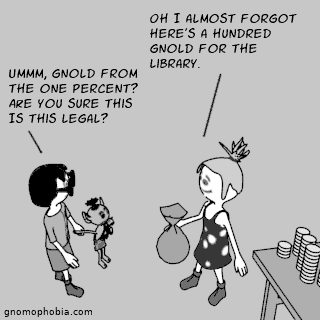 OH I ALMOST FORGOT
HERE'S A HUNDRED
GNOLD FOR THE
LIBRARY.
UMMM, GNOLD FROM
THE ONE PERCENT?
ARE YOU SURE THIS
IS THIS LEGAL?
gnomophobia.com